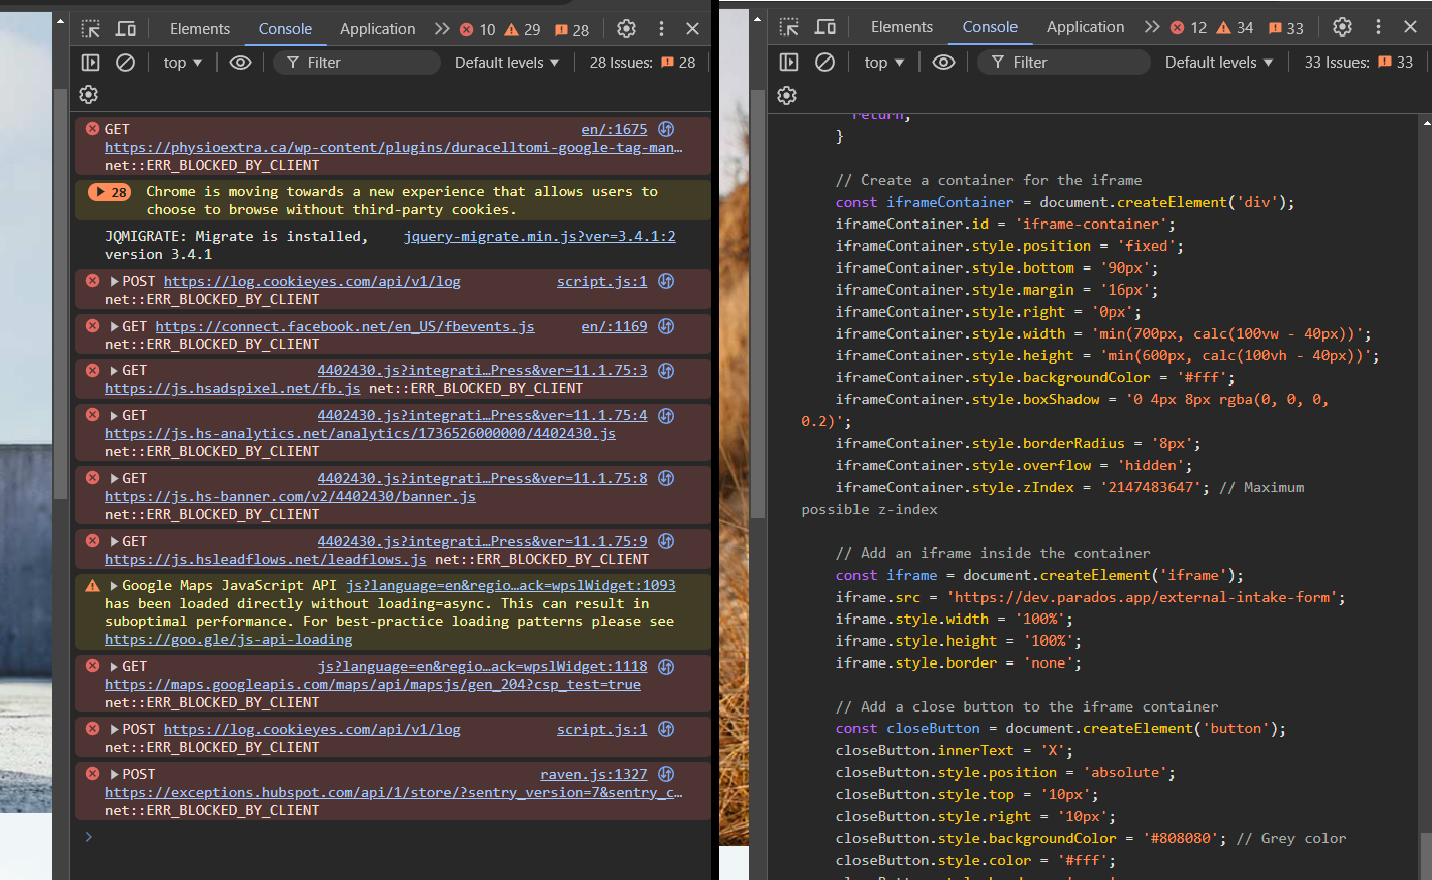 Elements Console Application 10 29 28
top Filter Default levels 28 Issues: 28
GET en/:1675
https://physioextra.ca/wp-content/plugins/duracelltomi-google-tag-man…
net::ERR_BLOCKED_BY_CLIENT
28 Chrome is moving towards a new experience that allows users to
choose to browse without third-party cookies.
JQMIGRATE: Migrate is installed, jquery-migrate.min.js?ver=3.4.1:2
version 3.4.1
POST https://log.cookieyes.com/api/v1/log script.js:1
net::ERR_BLOCKED_BY_CLIENT
GET https://connect.facebook.net/en_US/fbevents.js en/:1169
net::ERR_BLOCKED_BY_CLIENT
GET 4402430.js?integrati…Press&ver=11.1.75:3
https://js.hsadspixel.net/fb.js net::ERR_BLOCKED_BY_CLIENT
GET 4402430.js?integrati…Press&ver=11.1.75:4
https://js.hs-analytics.net/analytics/1736526000000/4402430.js
net::ERR_BLOCKED_BY_CLIENT
GET 4402430.js?integrati…Press&ver=11.1.75:8
https://js.hs-banner.com/v2/4402430/banner.js
net::ERR_BLOCKED_BY_CLIENT
GET 4402430.js?integrati…Press&ver=11.1.75:9
https://js.hsleadflows.net/leadflows.js net::ERR_BLOCKED_BY_CLIENT
Google Maps JavaScript API js?language=en&regio…ack=wpslWidget:1093
has been loaded directly without loading=async. This can result in
suboptimal performance. For best-practice loading patterns please see
https://goo.gle/js-api-loading
GET js?language=en&regio…ack=wpslWidget:1118
https://maps.googleapis.com/maps/api/mapsjs/gen_204?csp_test=true
net::ERR_BLOCKED_BY_CLIENT
POST https://log.cookieyes.com/api/v1/log script.js:1
net::ERR_BLOCKED_BY_CLIENT
POST raven.js:1327
https://exceptions.hubspot.com/api/1/store/?sentry_version=7&sentry_c…
net::ERR_BLOCKED_BY_CLIENT
Elements Console Application 12 34 33
top Filter Default levels 33 Issues: 33
return;
}
// Create a container for the iframe
const iframeContainer = document.createElement('div');
iframeContainer.id = 'iframe-container';
iframeContainer.style.position = 'fixed';
iframeContainer.style.bottom = '90px';
iframeContainer.style.margin = '16px';
iframeContainer.style.right = '0px';
iframeContainer.style.width = 'min(700px, calc(100vw - 40px))';
iframeContainer.style.height = 'min(600px, calc(100vh - 40px))';
iframeContainer.style.backgroundColor = '#fff';
iframeContainer.style.boxShadow = '0 4px 8px rgba(0, 0, 0,
0.2)';
iframeContainer.style.borderRadius = '8px';
iframeContainer.style.overflow = 'hidden';
iframeContainer.style.zIndex = '2147483647'; // Maximum
possible z-index
// Add an iframe inside the container
const iframe = document.createElement('iframe');
iframe.src = 'https://dev.parados.app/external-intake-form';
iframe.style.width = '100%';
iframe.style.height = '100%';
iframe.style.border = 'none';
// Add a close button to the iframe container
const closeButton = document.createElement('button');
closeButton.innerText = 'X';
closeButton.style.position = 'absolute';
closeButton.style.top = '10px';
closeButton.style.right = '10px';
closeButton.style.backgroundColor = '#808080'; // Grey color
closeButton.style.color = '#fff';